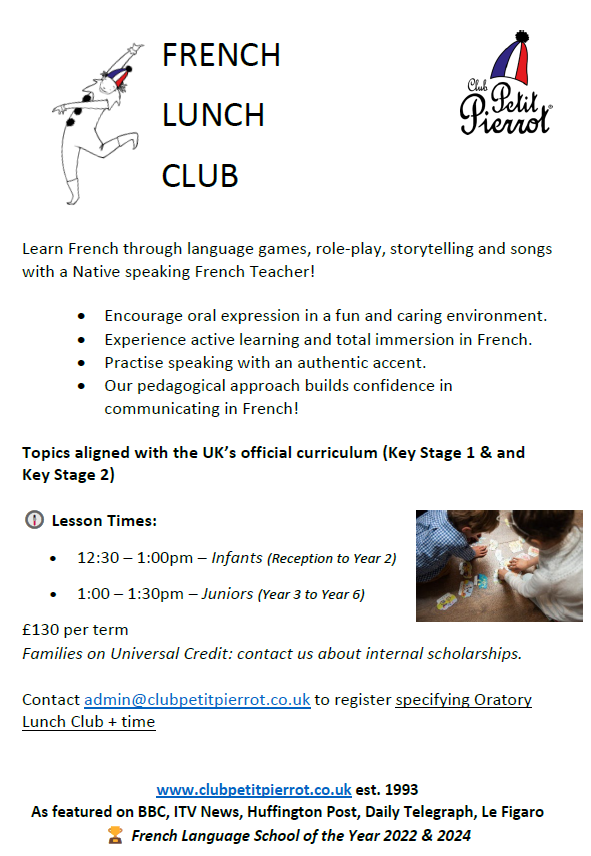 FRENCH
LUNCH
CLUB
Club
Petit
Pierrot®
Learn French through language games, role-play, storytelling and songs
with a Native speaking French Teacher!
• Encourage oral expression in a fun and caring environment.
• Experience active learning and total immersion in French.
• Practise speaking with an authentic accent.
• Our pedagogical approach builds confidence in
communicating in French!
Topics aligned with the UK’s official curriculum (Key Stage 1 & and
Key Stage 2)
Lesson Times:
• 12:30 – 1:00pm – Infants (Reception to Year 2)
• 1:00 – 1:30pm – Juniors (Year 3 to Year 6)
£130 per term
Families on Universal Credit: contact us about internal scholarships.
Contact admin@clubpetitpierrot.co.uk to register specifying Oratory
Lunch Club + time
www.clubpetitpierrot.co.uk est. 1993
As featured on BBC, ITV News, Huffington Post, Daily Telegraph, Le Figaro
🏆 French Language School of the Year 2022 & 2024